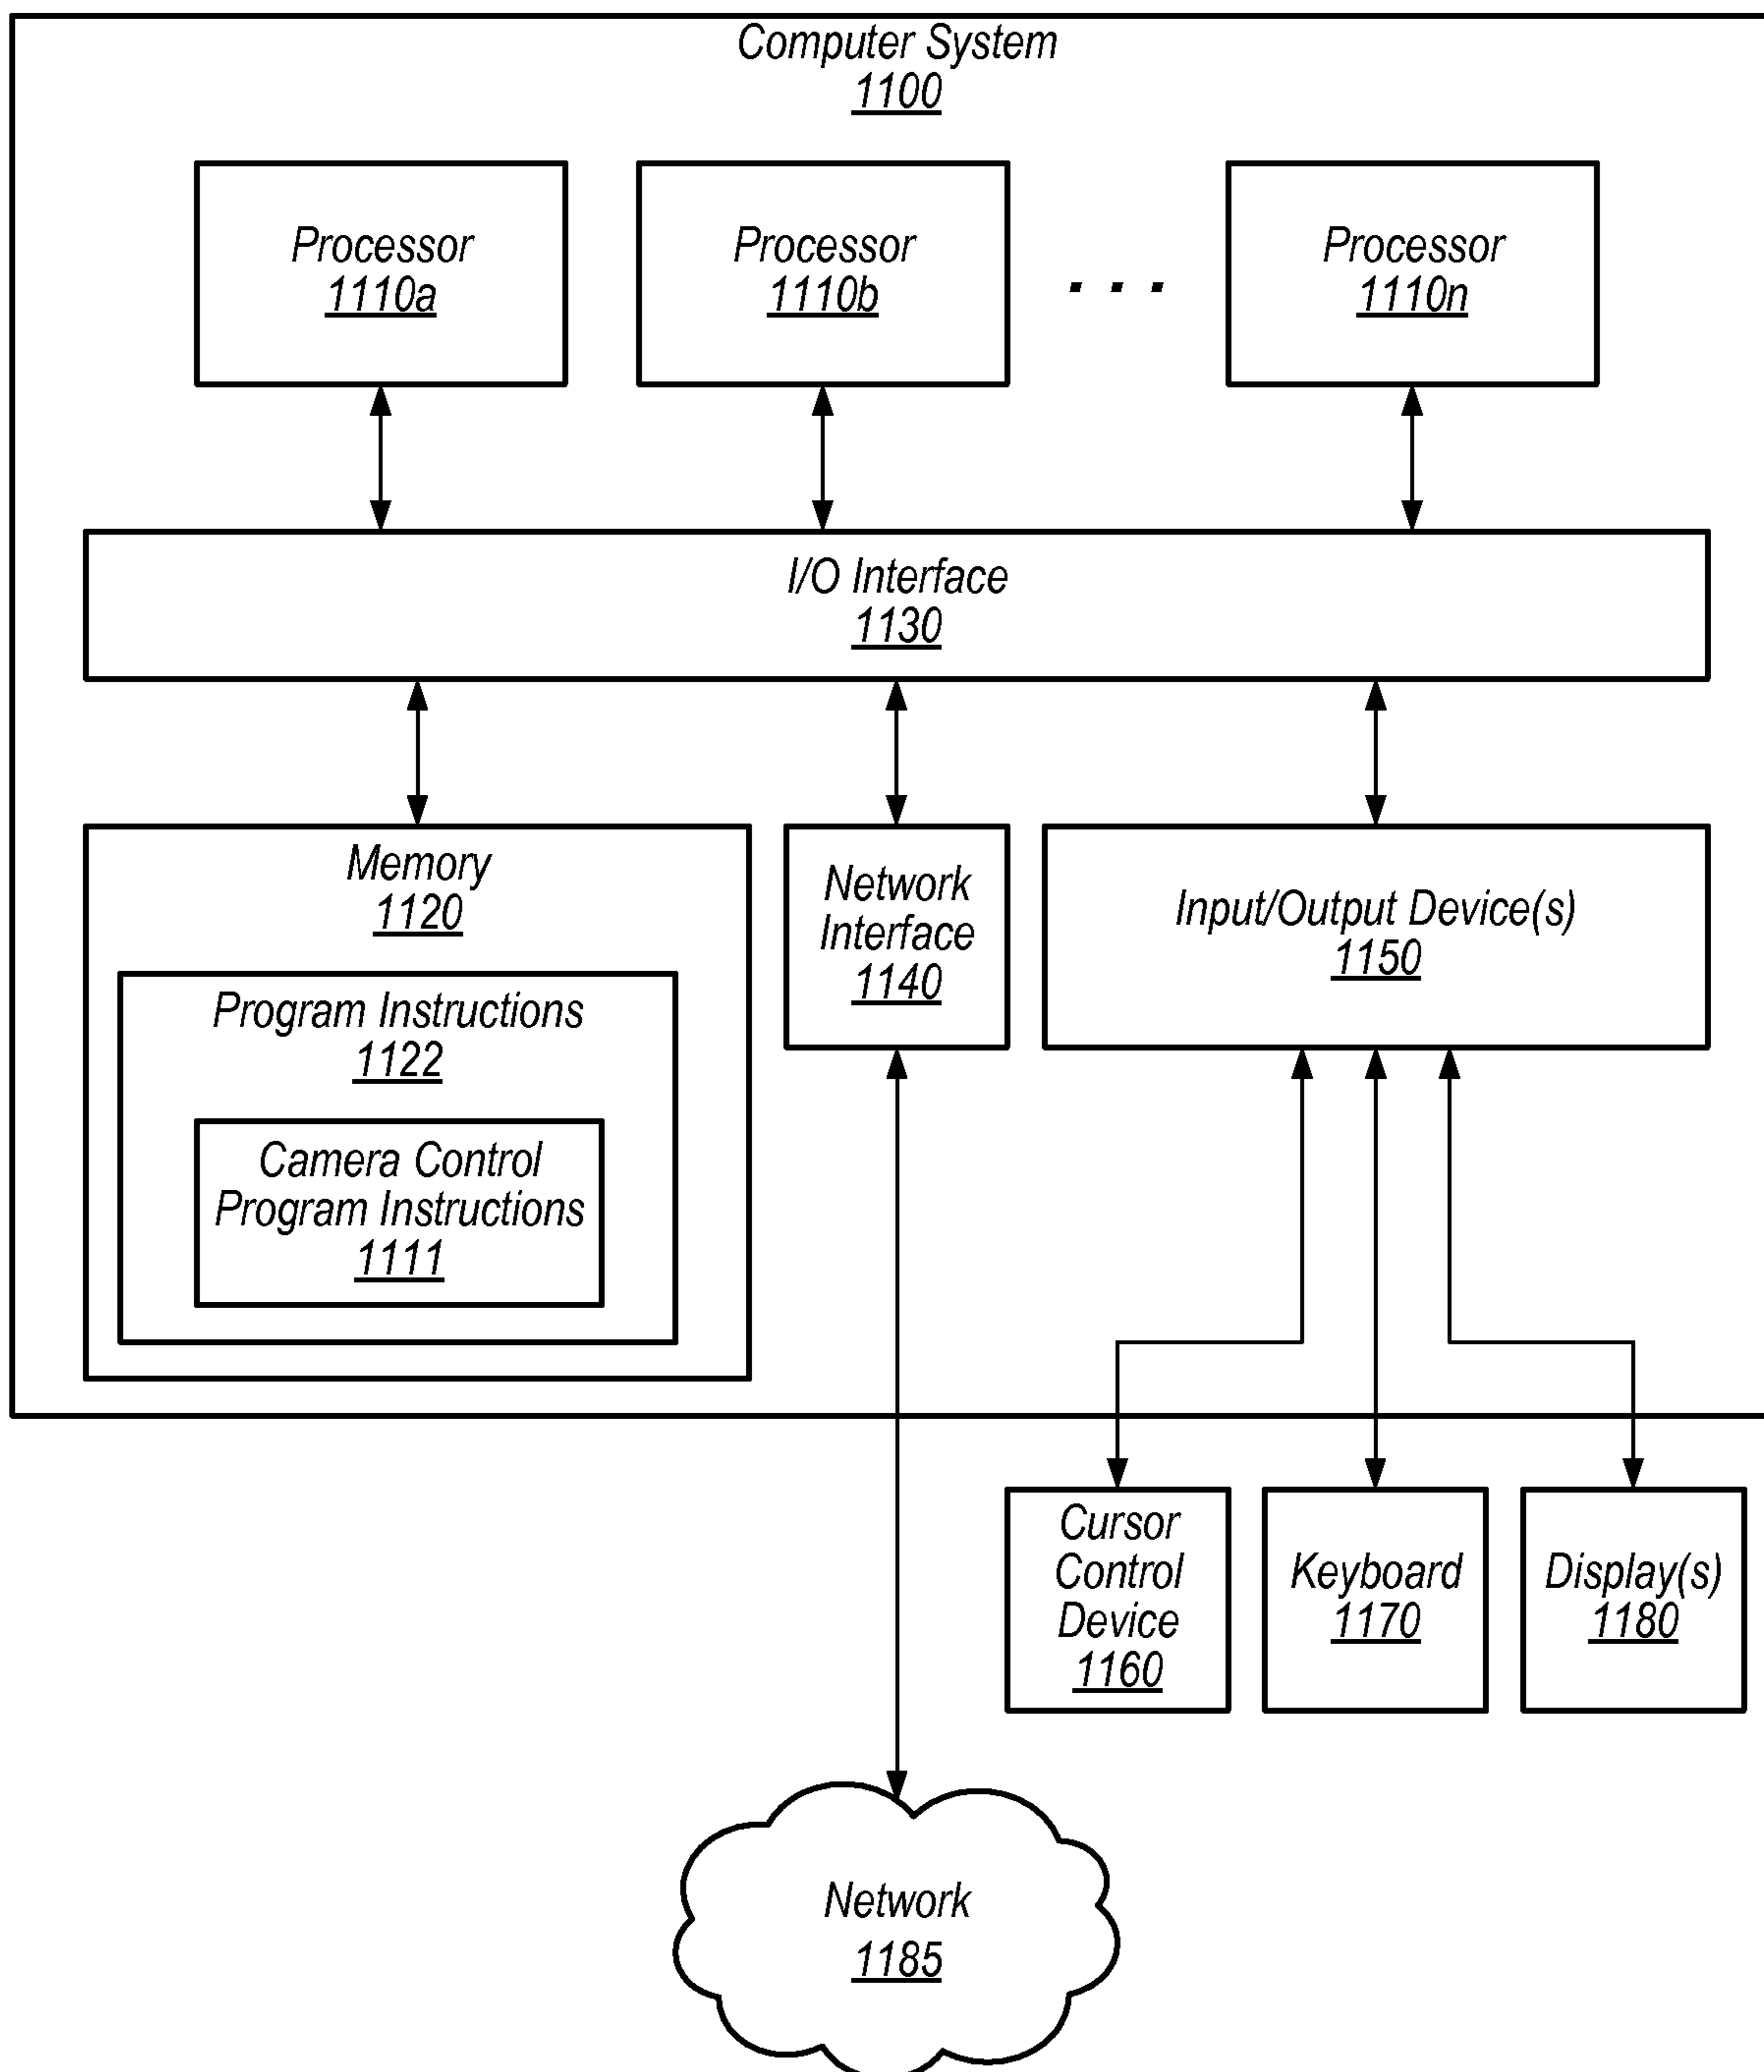 Computer System
1100
Processor
1110a
Processor
1110b
. . .
Processor
1110n
I/O Interface
1130
Memory
1120
Program Instructions
1122
Camera Control
Program Instructions
1111
Network
Interface
1140
Input/Output Device(s)
1150
Cursor
Control
Device
1160
Keyboard
1170
Display(s)
1180
Network
1185